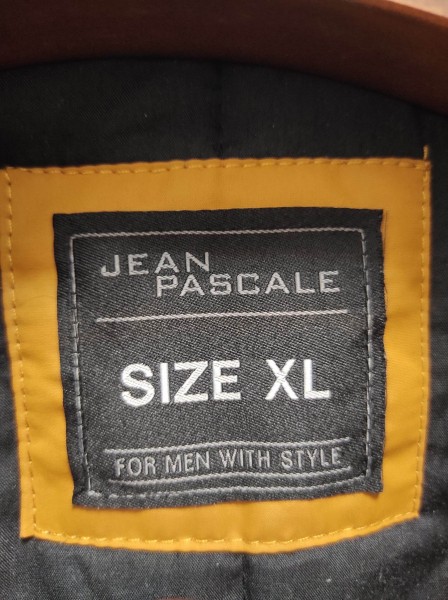 JEAN
PASCALE
SIZE XL
FOR MEN WITH STYLE